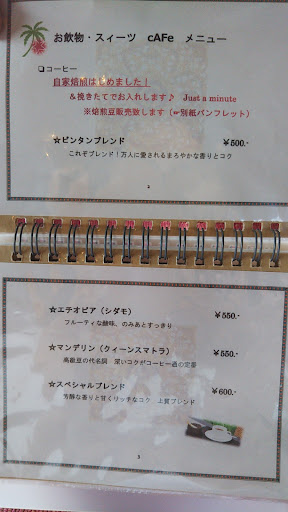 お飲物・スィーツ cAFe メニュー
❏コーヒー
自家焙煎はじめました！
&挽きたてでお入れします♪ Just a minute
※焙煎豆販売致します（☞別紙パンフレット）
☆ビンタンブレンド ￥500.-
これぞブレンド！万人に愛されるまろやかな香りとコク
2
☆エチオピア（シダモ） ￥550.-
フルーティな酸味、のみあとすっきり
☆マンデリン（クィーンスマトラ） ￥550.-
高級豆の代名詞 深いコクがコーヒー通の定番
☆スペシャルブレンド ￥600.-
芳醇な香りと甘くリッチなコク 上質ブレンド
3